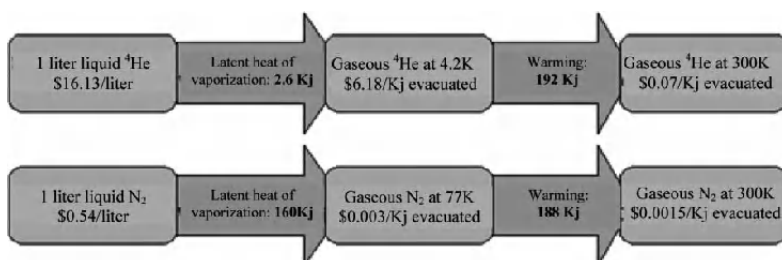 1 liter liquid ⁴He
$16.13/liter
Latent heat of
vaporization: 2.6 Kj
Gaseous ⁴He at 4.2K
$6.18/Kj evacuated
Warming:
192 Kj
Gaseous ⁴He at 300K
$0.07/Kj evacuated
1 liter liquid N₂
$0.54/liter
Latent heat of
vaporization: 160Kj
Gaseous N₂ at 77K
$0.003/Kj evacuated
Warming:
188 Kj
Gaseous N₂ at 300K
$0.0015/Kj evacuated